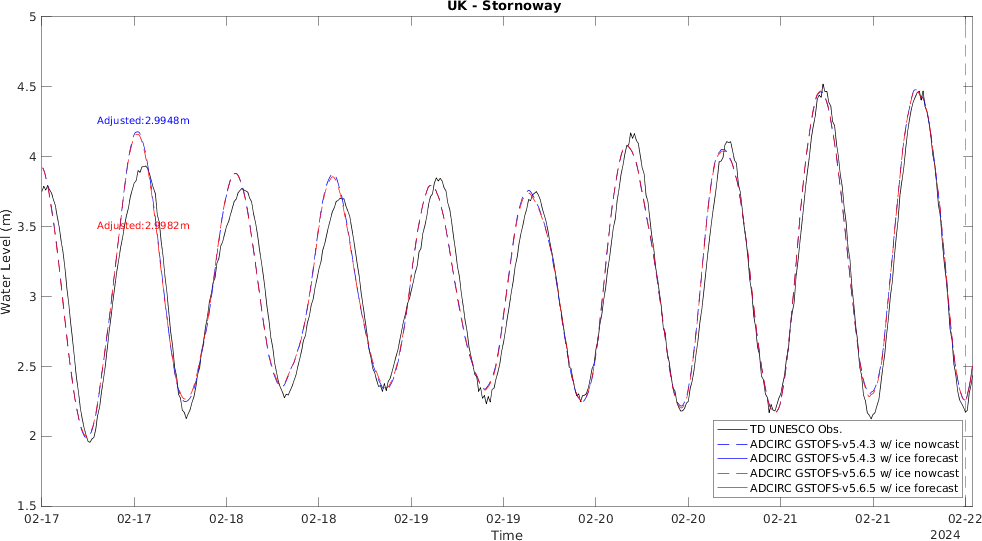 UK - Stornoway
5
4.5
4
3.5
3
2.5
2
1.5
Water Level (m)
Adjusted:2.9948m
Adjusted:2.9982m
TD UNESCO Obs.
ADCIRC GSTOFS-v5.4.3 w/ ice nowcast
ADCIRC GSTOFS-v5.4.3 w/ ice forecast
ADCIRC GSTOFS-v5.6.5 w/ ice nowcast
ADCIRC GSTOFS-v5.6.5 w/ ice forecast
02-17 02-17 02-18 02-18 02-19 02-19 02-20 02-20 02-21 02-21 02-22
Time
2024